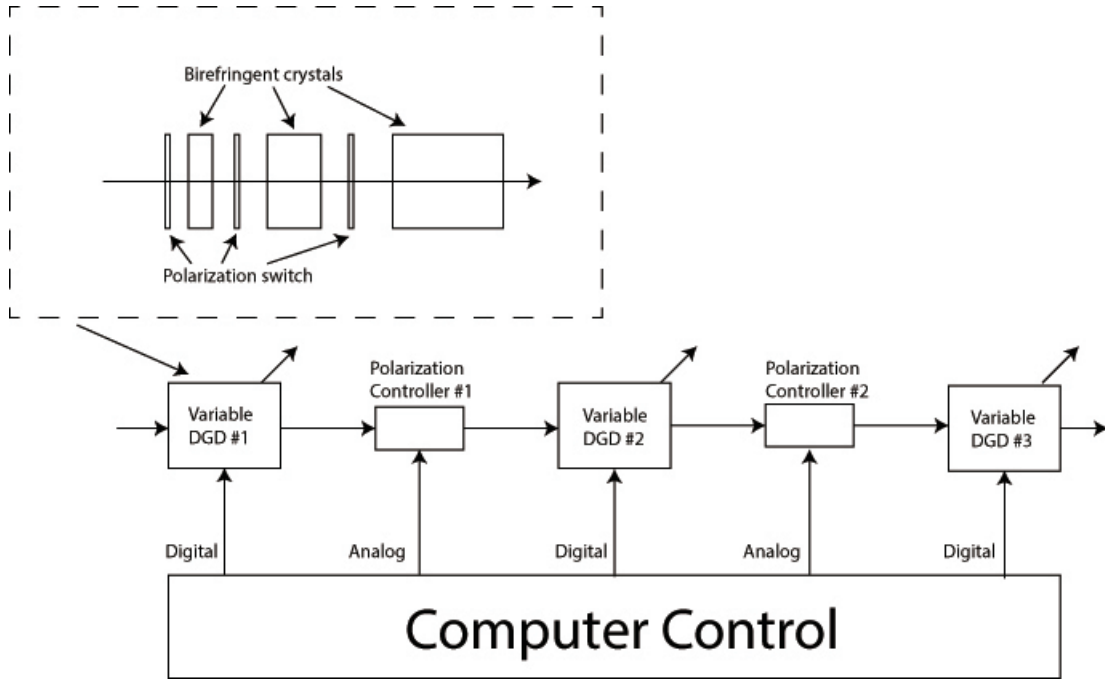 Birefringent crystals
Polarization switch
Polarization
Controller #1
Polarization
Controller #2
Variable
DGD #1
Variable
DGD #2
Variable
DGD #3
Digital
Analog
Digital
Analog
Digital
Computer Control